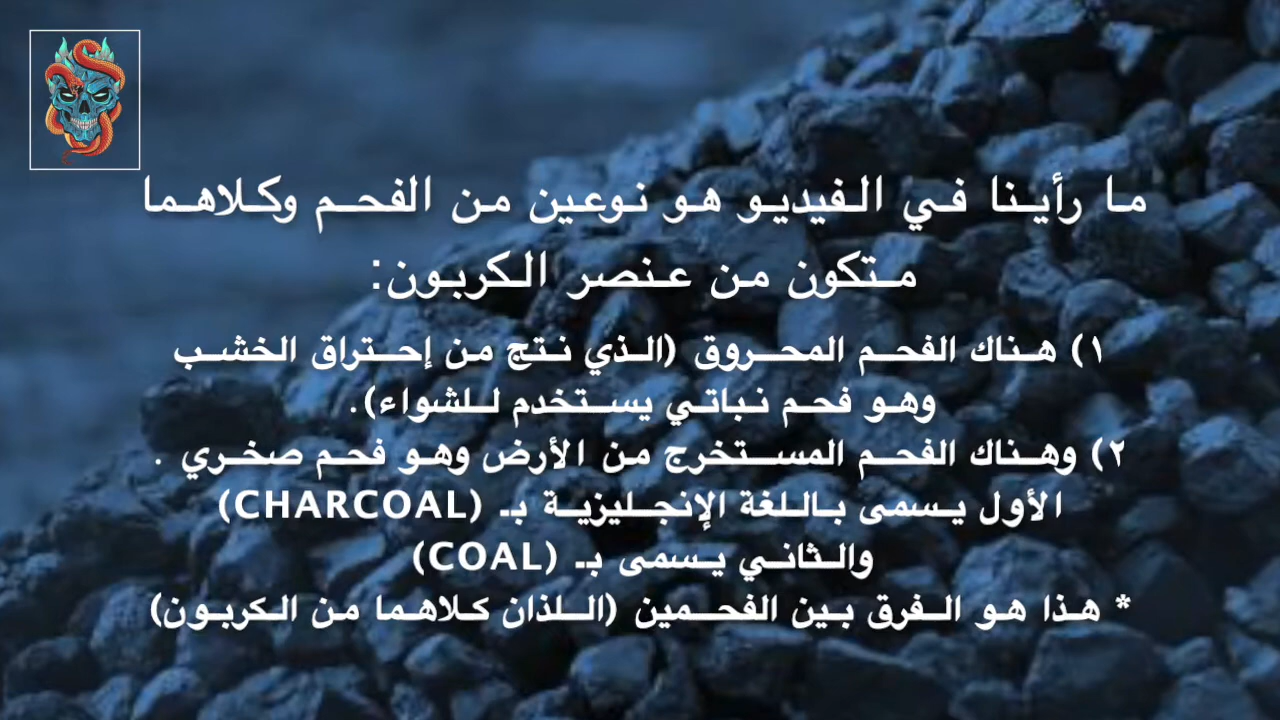 ما رأينا في الفيديو هو نوعين من الفحم وكلاهما
متكون من عنصر الكربون:
١) هناك الفحم المحروق (الذي نتج من إحتراق الخشب
وهو فحم نباتي يستخدم للشواء).
٢) وهناك الفحم المستخرج من الأرض وهو فحم صخري .
الأول يسمى باللغة الإنجليزية بـ (CHARCOAL)
والثاني يسمى بـ (COAL)
* هذا هو الفرق بين الفحمين (اللذان كلاهما من الكربون)